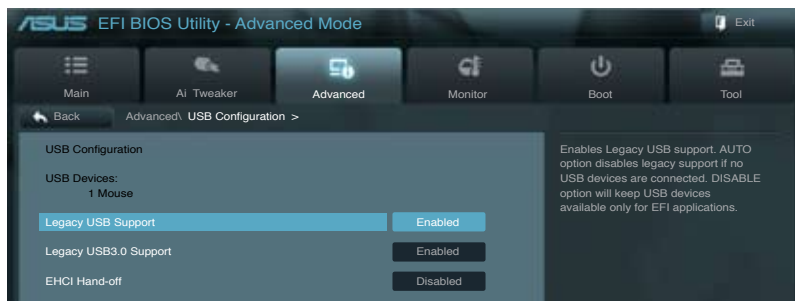 ASUS EFI BIOS Utility - Advanced Mode
Exit
Main
Ai Tweaker
Advanced
Monitor
Boot
Tool
Back
Advanced\ USB Configuration >
USB Configuration
USB Devices:
1 Mouse
Legacy USB Support Enabled
Legacy USB3.0 Support Enabled
EHCI Hand-off Disabled
Enables Legacy USB support. AUTO
option disables legacy support if no
USB devices are connected. DISABLE
option will keep USB devices
available only for EFI applications.